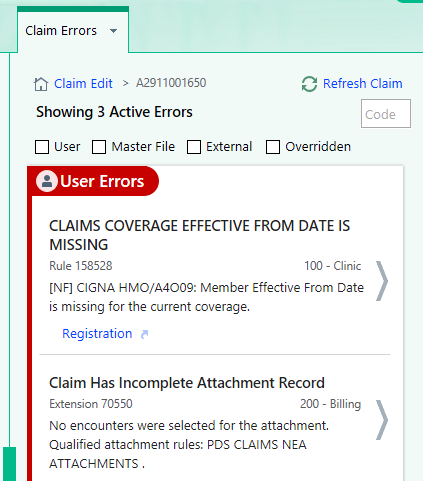 Claim Errors
Claim Edit > A2911001650 Refresh Claim
Showing 3 Active Errors Code
User Master File External Overridden
User Errors
CLAIMS COVERAGE EFFECTIVE FROM DATE IS
MISSING
Rule 158528 100 - Clinic
[NF] CIGNA HMO/A4O09: Member Effective From Date
is missing for the current coverage.
Registration
Claim Has Incomplete Attachment Record
Extension 70550 200 - Billing
No encounters were selected for the attachment.
Qualified attachment rules: PDS CLAIMS NEA
ATTACHMENTS .